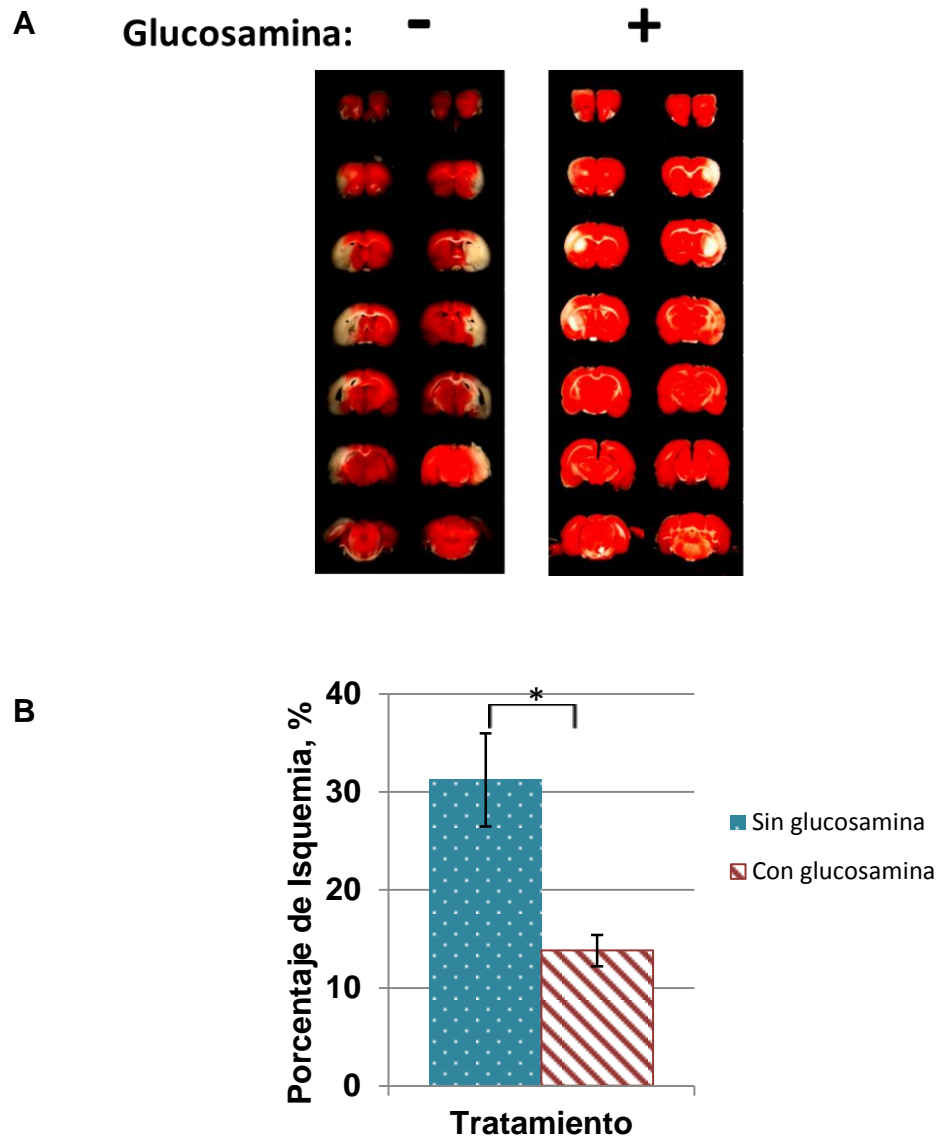 A
Glucosamina: - +
B
Porcentaje de Isquemia, %
40
30
20
10
0
*
Tratamiento
Sin glucosamina
Con glucosamina